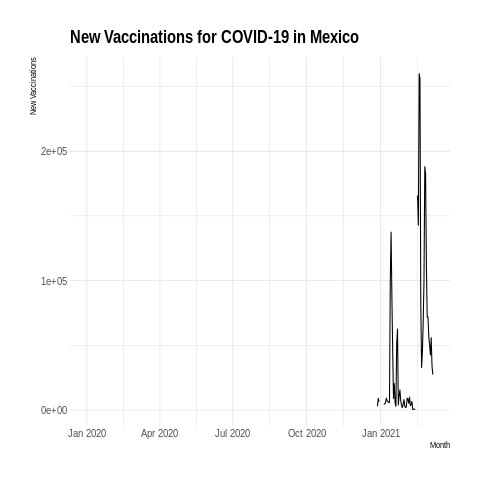 New Vaccinations for COVID-19 in Mexico
New Vaccinations
2e+05
1e+05
0e+00
Jan 2020 Apr 2020 Jul 2020 Oct 2020 Jan 2021
Month